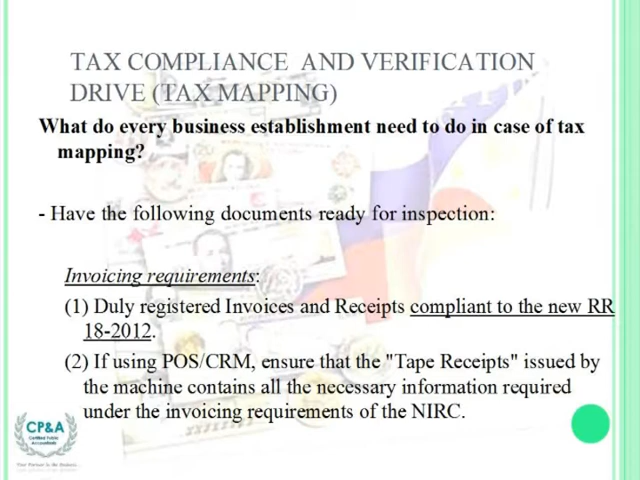 TAX COMPLIANCE AND VERIFICATION
DRIVE (TAX MAPPING)
What do every business establishment need to do in case of tax
mapping?
- Have the following documents ready for inspection:
Invoicing requirements:
(1) Duly registered Invoices and Receipts compliant to the new RR
18-2012.
(2) If using POS/CRM, ensure that the "Tape Receipts" issued by
the machine contains all the necessary information required
under the invoicing requirements of the NIRC.
CP&A
Certified Public
Accountants